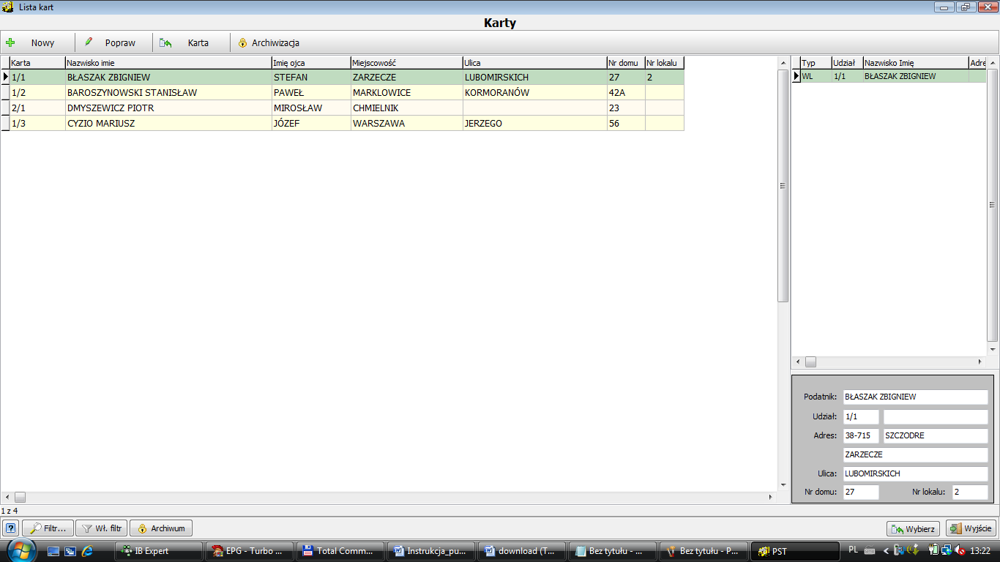 Lista kart
Karty
Nowy Popraw Karta Archiwizacja
Karta Nazwisko imie Imię ojca Miejscowość Ulica Nr domu Nr lokalu
1/1 BŁASZAK ZBIGNIEW STEFAN ZARZECZE LUBOMIRSKICH 27 2
1/2 BAROSZYNOWSKI STANISŁAW PAWEŁ MARKLOWICE KORMORANÓW 42A
2/1 DMYSZEWICZ PIOTR MIROSŁAW CHMIELNIK 23
1/3 CYZIO MARIUSZ JÓZEF WARSZAWA JERZEGO 56
Typ Udział Nazwisko Imię Adre
WL 1/1 BŁASZAK ZBIGNIEW
Podatnik: BŁASZAK ZBIGNIEW
Udział: 1/1
Adres: 38-715 SZCZODRE
ZARZECZE
Ulica: LUBOMIRSKICH
Nr domu: 27 Nr lokalu: 2
1 z 4
? Filtr... Wł. filtr Archiwum Wybierz Wyjście
IB Expert EPG - Turbo ... Total Comm... Instrukcja_pu... download (T... Bez tytułu - ... Bez tytułu - P... PST PL 13:22